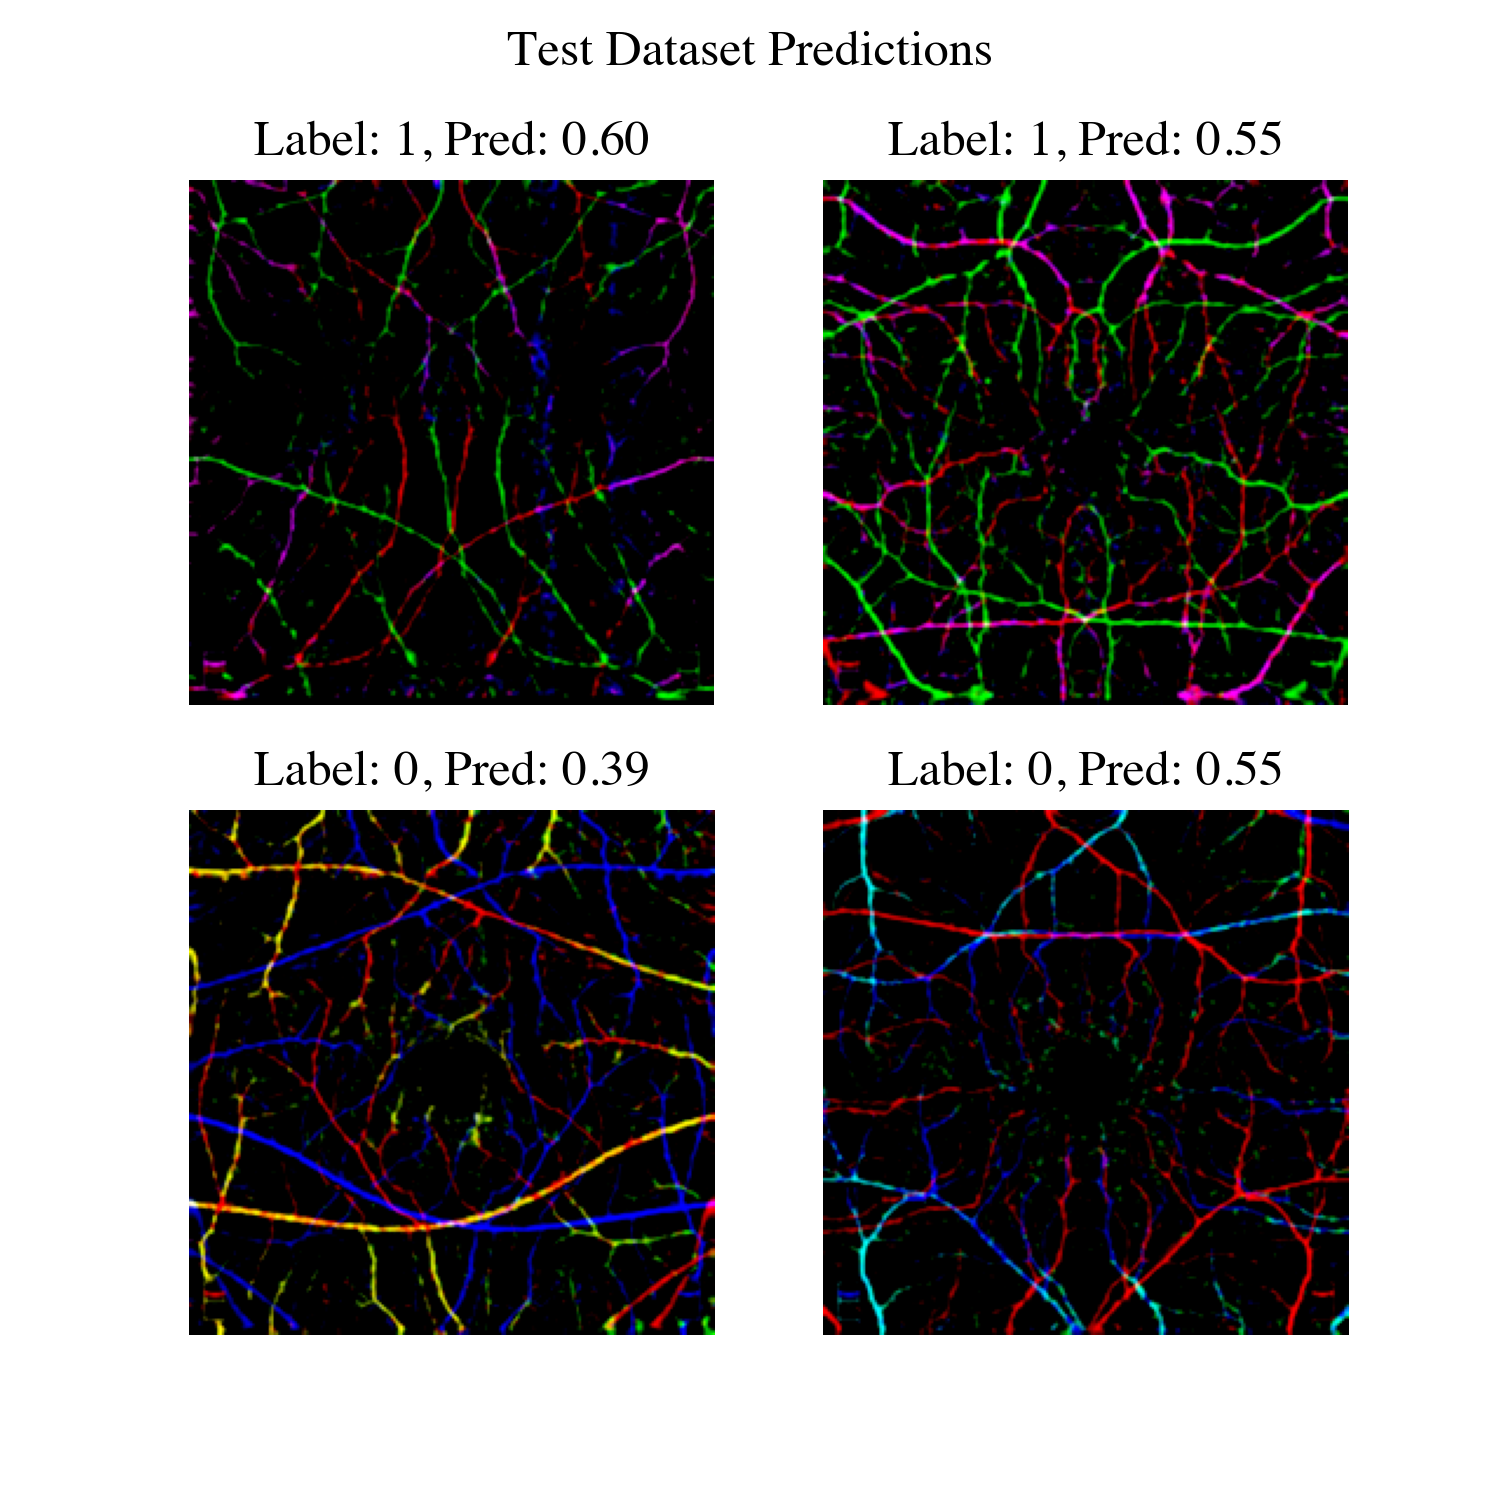 Test Dataset Predictions
Label: 1, Pred: 0.60
Label: 1, Pred: 0.55
Label: 0, Pred: 0.39
Label: 0, Pred: 0.55